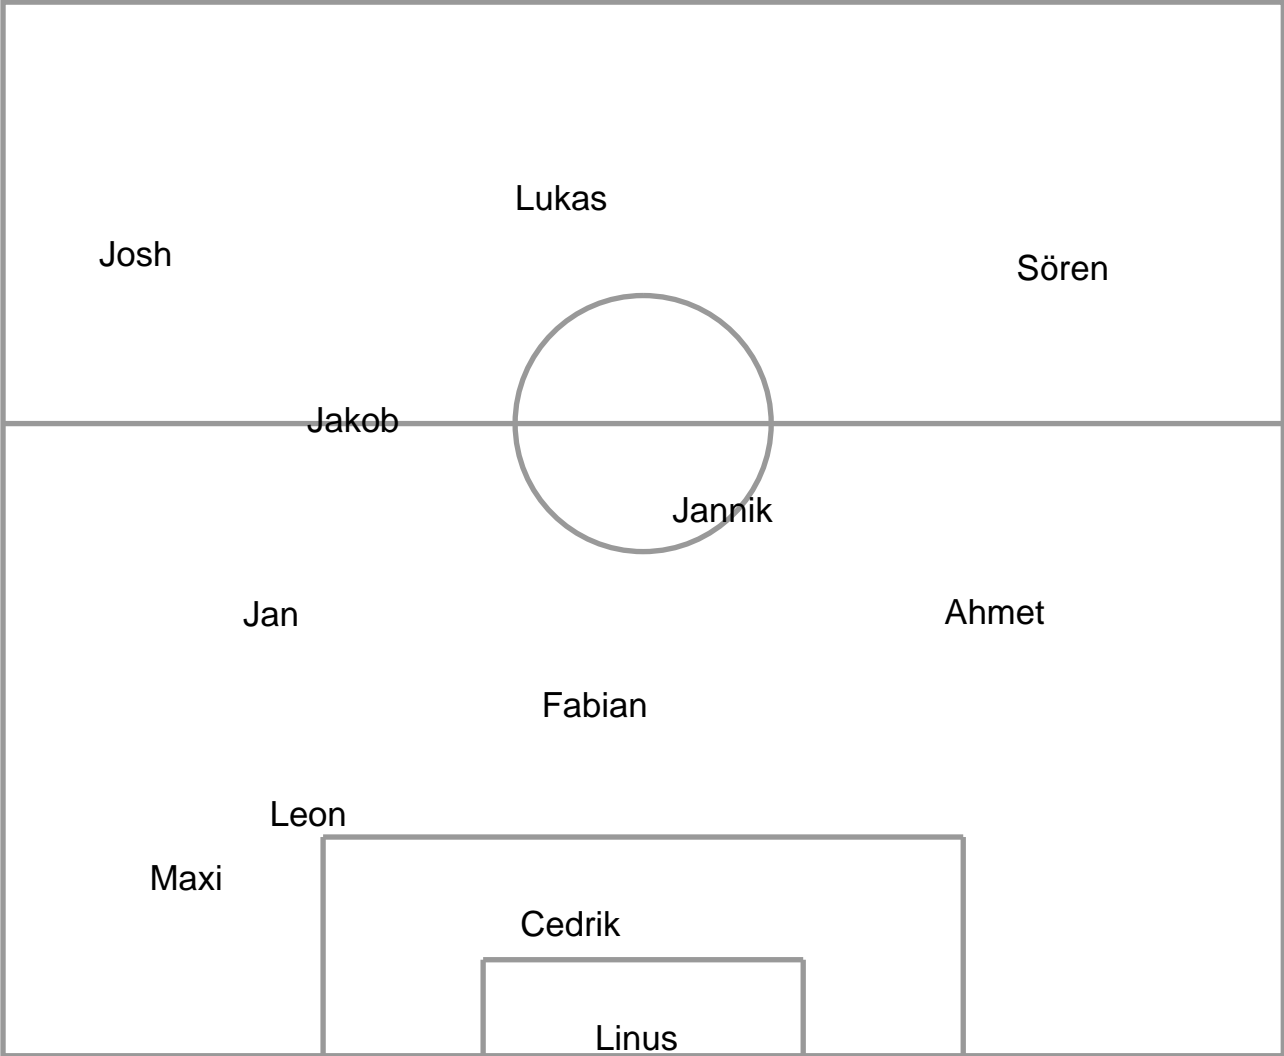 Lukas
Josh
Sören
Jakob
Jannik
Jan
Ahmet
Fabian
Leon
Maxi
Cedrik
Linus